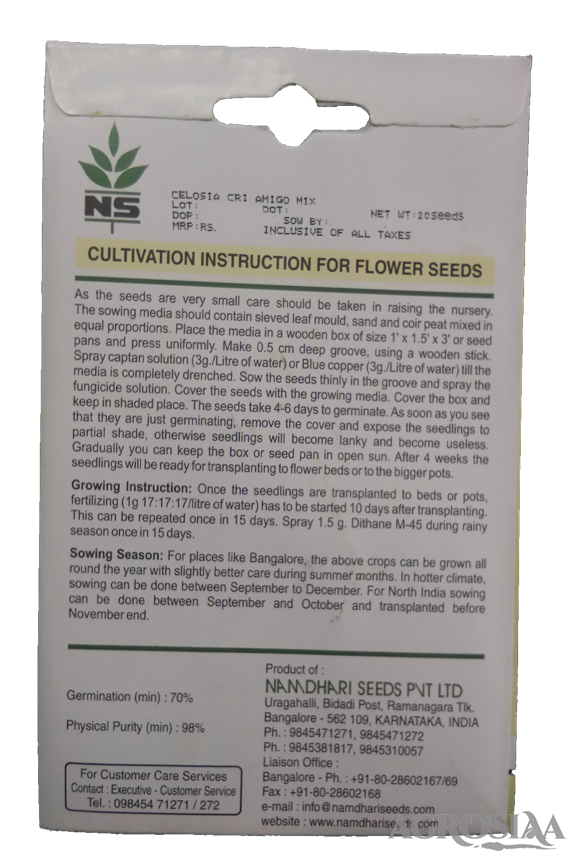 NS
CELOSIA CRI AMIGO MIX
LOT: DOT: NET WT:20Seeds
DOP: SOW BY:
MRP:RS. INCLUSIVE OF ALL TAXES
CULTIVATION INSTRUCTION FOR FLOWER SEEDS
As the seeds are very small care should be taken in raising the nursery.
The sowing media should contain sieved leaf mould, sand and coir peat mixed in
equal proportions. Place the media in a wooden box of size 1' x 1.5' x 3' or seed
pans and press uniformly. Make 0.5 cm deep groove, using a wooden stick.
Spray captan solution (3g./Litre of water) or Blue copper (3g./Litre of water) till the
media is completely drenched. Sow the seeds thinly in the groove and spray the
fungicide solution. Cover the seeds with the growing media. Cover the box and
keep in shaded place. The seeds take 4-6 days to germinate. As soon as you see
that they are just germinating, remove the cover and expose the seedlings to
partial shade, otherwise seedlings will become lanky and become useless.
Gradually you can keep the box or seed pan in open sun. After 4 weeks the
seedlings will be ready for transplanting to flower beds or to the bigger pots.
Growing Instruction: Once the seedlings are transplanted to beds or pots,
fertilizing (1g 17:17:17/litre of water) has to be started 10 days after transplanting.
This can be repeated once in 15 days. Spray 1.5 g. Dithane M-45 during rainy
season once in 15 days.
Sowing Season: For places like Bangalore, the above crops can be grown all
round the year with slightly better care during summer months. In hotter climate,
sowing can be done between September to December. For North India sowing
can be done between September and October and transplanted before
November end.
Germination (min) : 70%
Physical Purity (min) : 98%
For Customer Care Services
Contact : Executive - Customer Service
Tel. : 098454 71271 / 272
Product of :
NAMDHARI SEEDS PVT LTD
Uragahalli, Bidadi Post, Ramanagara Tlk.
Bangalore - 562 109, KARNATAKA, INDIA
Ph. : 9845471271, 9845471272
Ph. : 9845381817, 9845310057
Liaison Office :
Bangalore - Ph. : +91-80-28602167/69
Fax : +91-80-28602168
e-mail : info@namdhariseeds.com
website : www.namdhariseeds.com
AGROSIAA